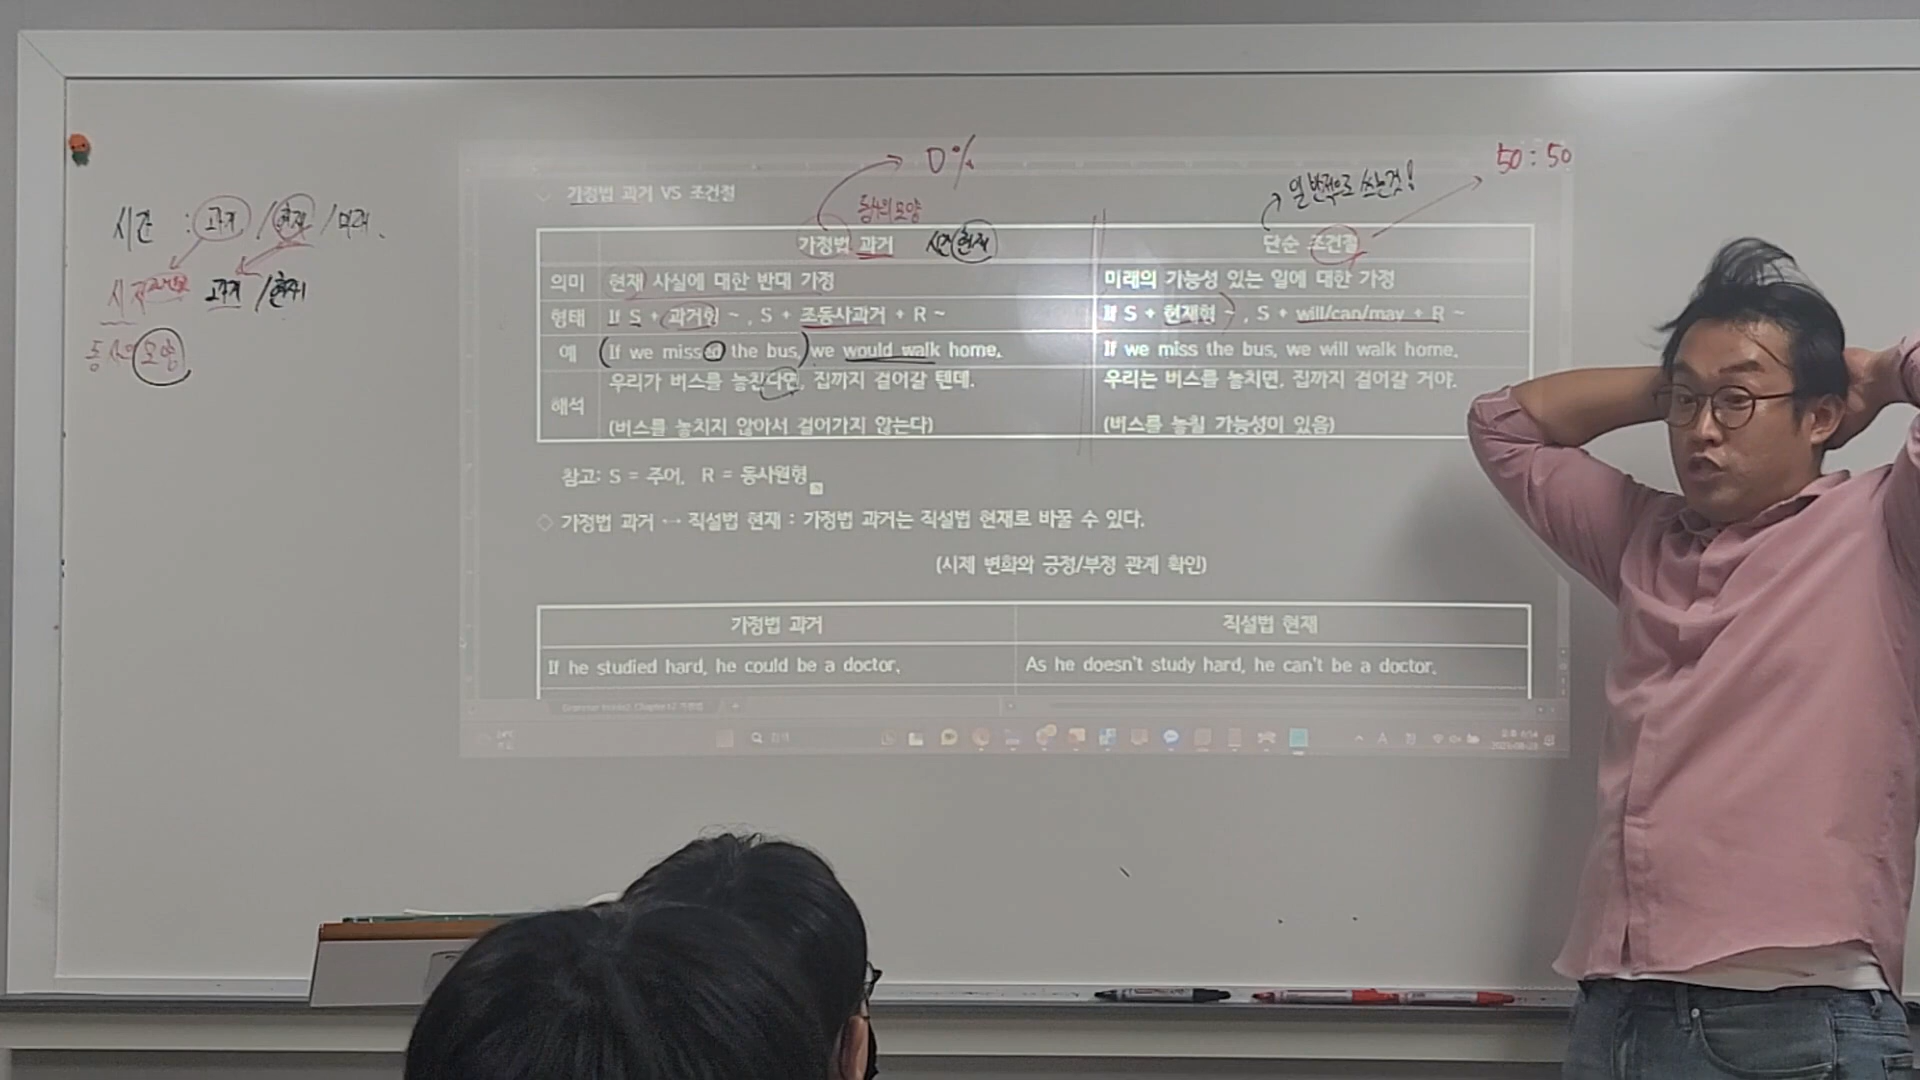 0%
50 : 50
가정법 과거 VS 조건절
동사의 모양
일반적으로 쓰는것!
시간 : 과거 / 현재 / 미래.
가정법 과거 시간 현재 단순 조건절
시제 과거 / 현재
의미 현재 사실에 대한 반대 가정 미래의 가능성 있는 일에 대한 가정
형태 If S + 과거형 ~ , S + 조동사과거 + R ~ If S + 현재형 ~ , S + will/can/may + R ~
동사의 모양
예 (If we missed the bus,) we would walk home. If we miss the bus, we will walk home.
해석 우리가 버스를 놓친다면, 집까지 걸어갈 텐데. 우리는 버스를 놓치면, 집까지 걸어갈 거야.
(버스를 놓치지 않아서 걸어가지 않는다) (버스를 놓칠 가능성이 있음)
참고: S = 주어, R = 동사원형
◇ 가정법 과거 ↔ 직설법 현재 : 가정법 과거는 직설법 현재로 바꿀 수 있다.
(시제 변화와 긍정/부정 관계 확인)
가정법 과거 직설법 현재
If he studied hard, he could be a doctor. As he doesn't study hard, he can't be a doctor.
검색